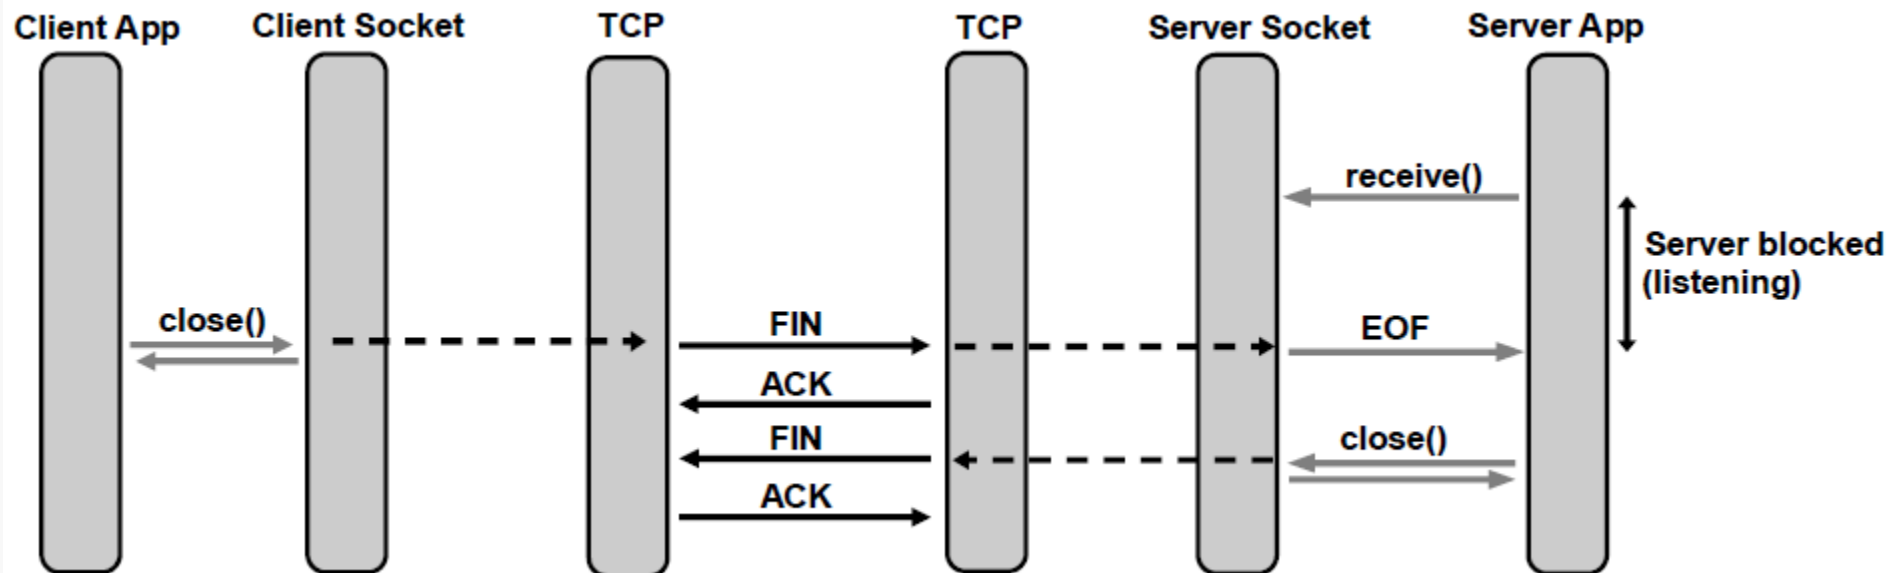 Client App
Client Socket
TCP
TCP
Server Socket
Server App
receive()
Server blocked
(listening)
close()
FIN
EOF
ACK
FIN
close()
ACK